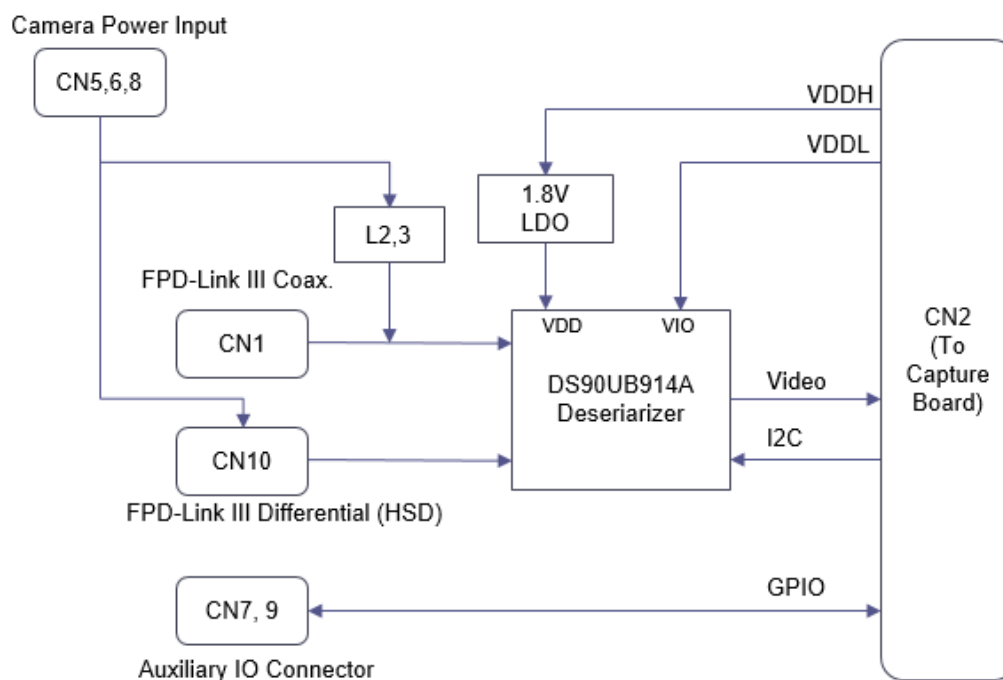 Camera Power Input
CN5,6,8
VDDH
VDDL
1.8V
LDO
L2,3
FPD-Link III Coax.
CN1
VDD
VIO
DS90UB914A
Deseriarizer
CN2
(To
Capture
Board)
Video
I2C
CN10
FPD-Link III Differential (HSD)
GPIO
CN7, 9
Auxiliary IO Connector